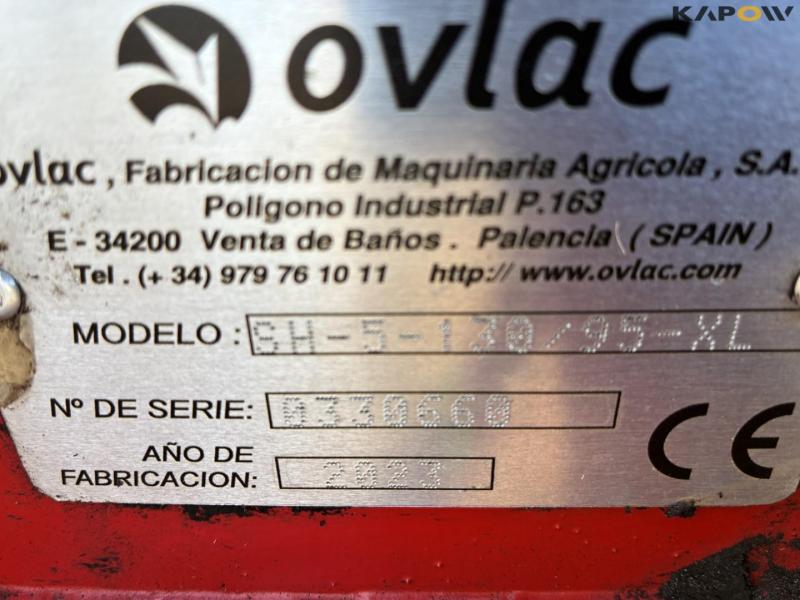 KAPOW
ovlac
ovlac, Fabricacion de Maquinaria Agricola, S.A.
Poligono Industrial P.163
E - 34200 Venta de Baños. Palencia (SPAIN)
Tel. (+ 34) 979 76 10 11 http://www.ovlac.com
MODELO: SH-5-130/95-XL
Nº DE SERIE: 0330660
AÑO DE
FABRICACION: 2023
CE